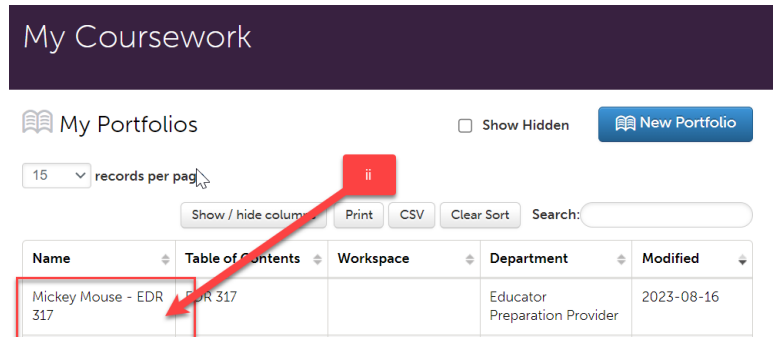 My Coursework
My Portfolios
Show Hidden
New Portfolio
15 records per pag
ii
Show / hide columns Print CSV Clear Sort Search:
Name Table of Contents Workspace Department Modified
Mickey Mouse - EDR EDR 317 Educator 2023-08-16
317 Preparation Provider